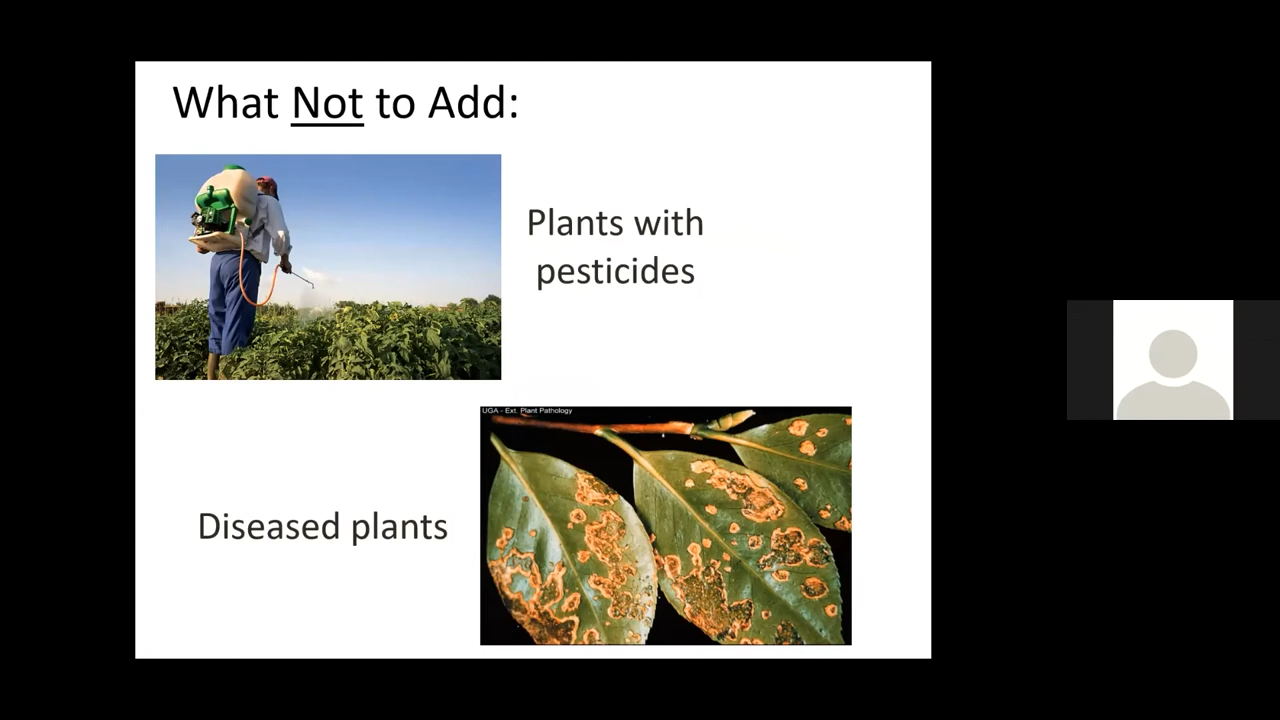 What Not to Add:
Plants with
pesticides
UGA - Ext. Plant Pathology
Diseased plants